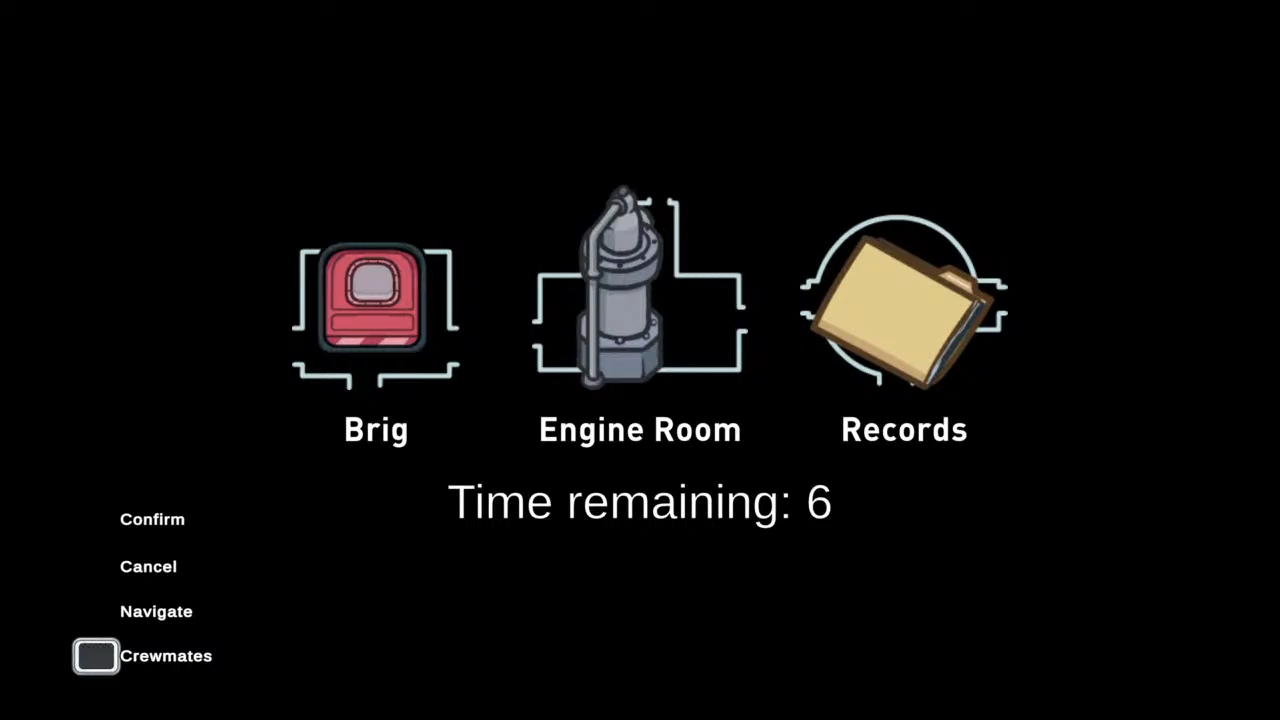 Brig
Engine Room
Records
Time remaining: 6
Confirm
Cancel
Navigate
Crewmates